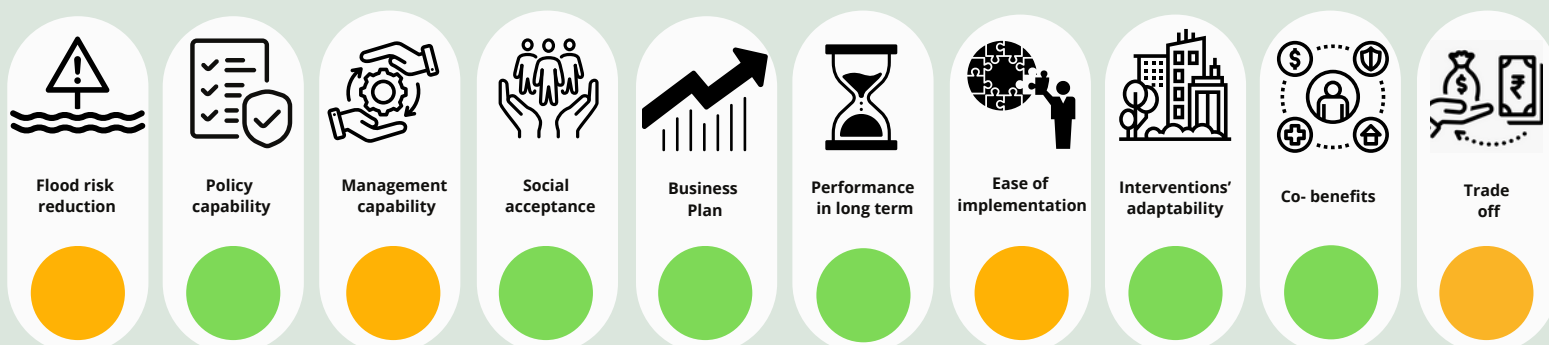 Flood risk
reduction
Policy
capability
Management
capability
Social
acceptance
Business
Plan
Performance
in long term
Ease of
implementation
Interventions’
adaptability
Co- benefits
Trade
off
$
$
₹